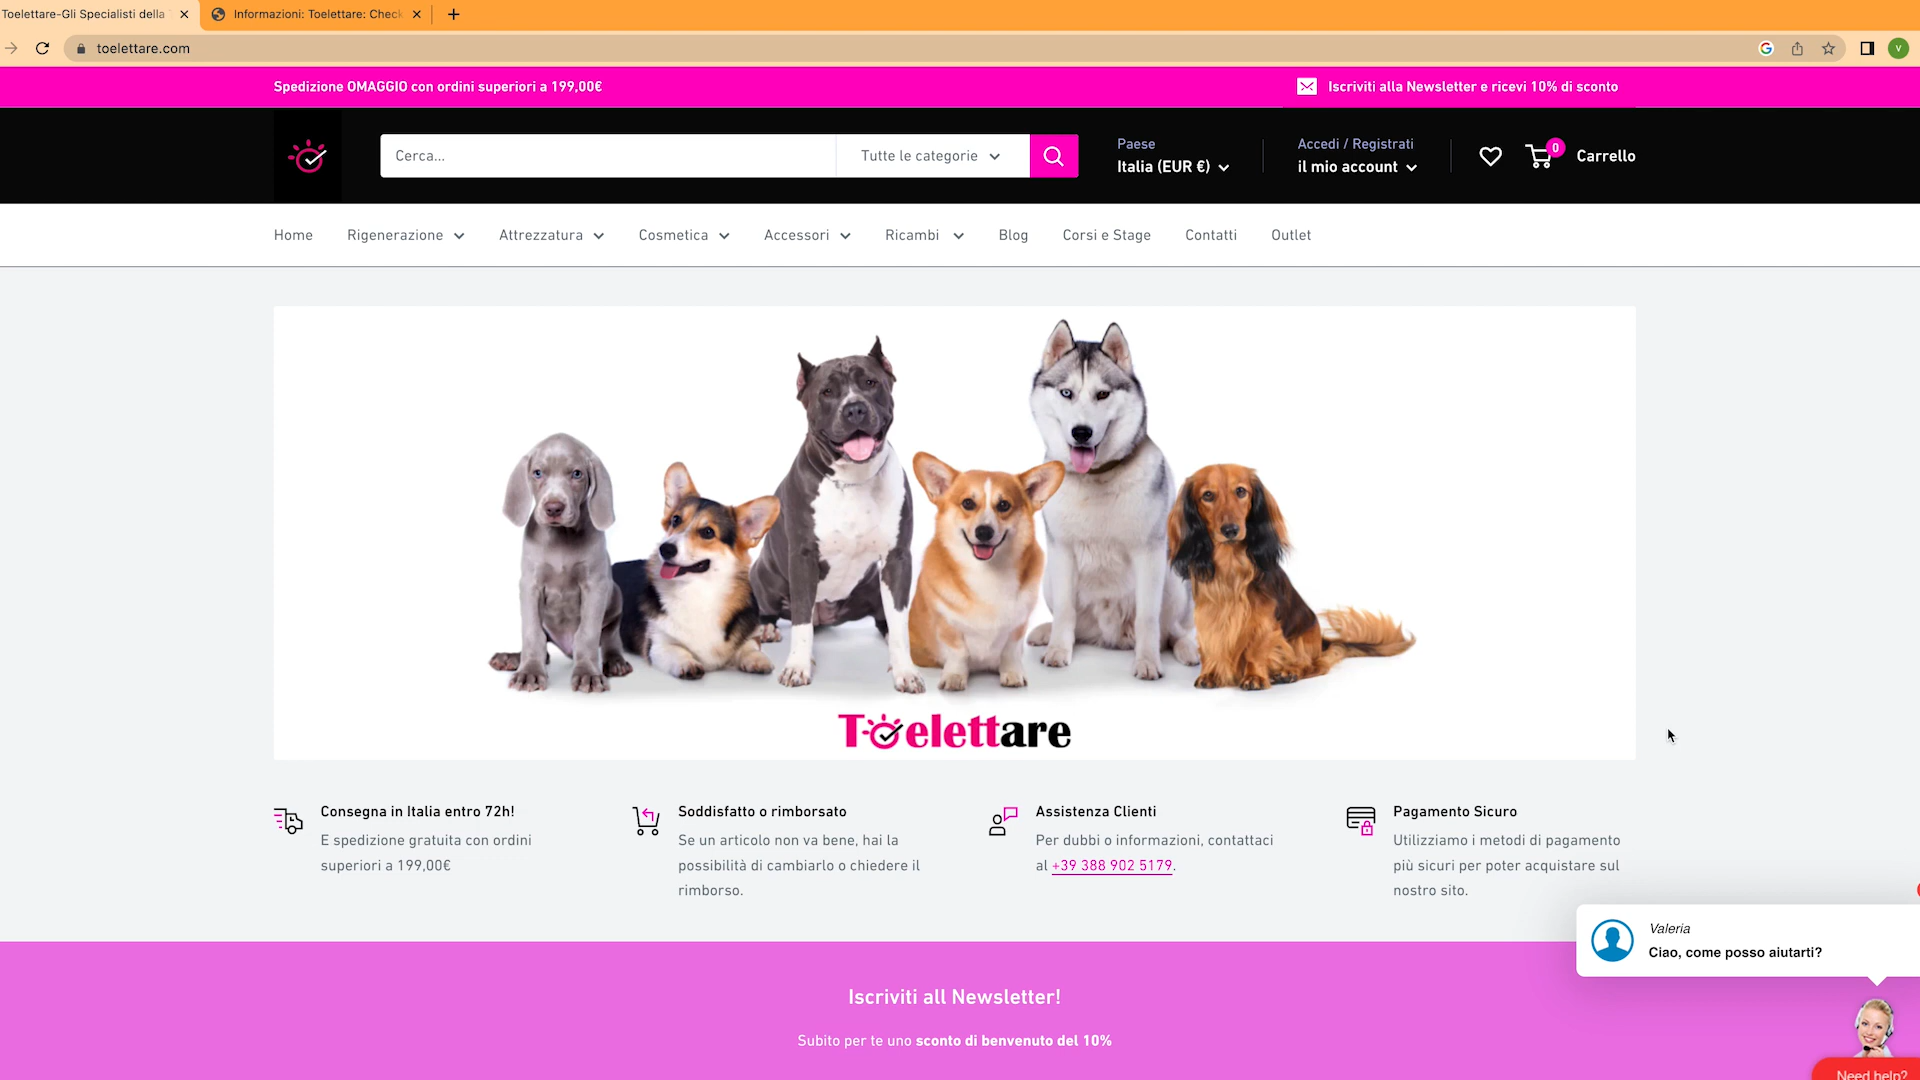 Toelettare-Gli Specialisti della
Informazioni: Toelettare: Check
toelettare.com
V
Spedizione OMAGGIO con ordini superiori a 199,00€
Iscriviti alla Newsletter e ricevi 10% di sconto
Cerca...
Tutte le categorie
Paese
Italia (EUR €)
Accedi / Registrati
il mio account
0
Carrello
Home
Rigenerazione
Attrezzatura
Cosmetica
Accessori
Ricambi
Blog
Corsi e Stage
Contatti
Outlet
Toelettare
Consegna in Italia entro 72h!
E spedizione gratuita con ordini
superiori a 199,00€
Soddisfatto o rimborsato
Se un articolo non va bene, hai la
possibilità di cambiarlo o chiedere il
rimborso.
Assistenza Clienti
Per dubbi o informazioni, contattaci
al +39 388 902 5179.
Pagamento Sicuro
Utilizziamo i metodi di pagamento
più sicuri per poter acquistare sul
nostro sito.
Valeria
Ciao, come posso aiutarti?
Iscriviti all Newsletter!
Subito per te uno sconto di benvenuto del 10%
Need help?